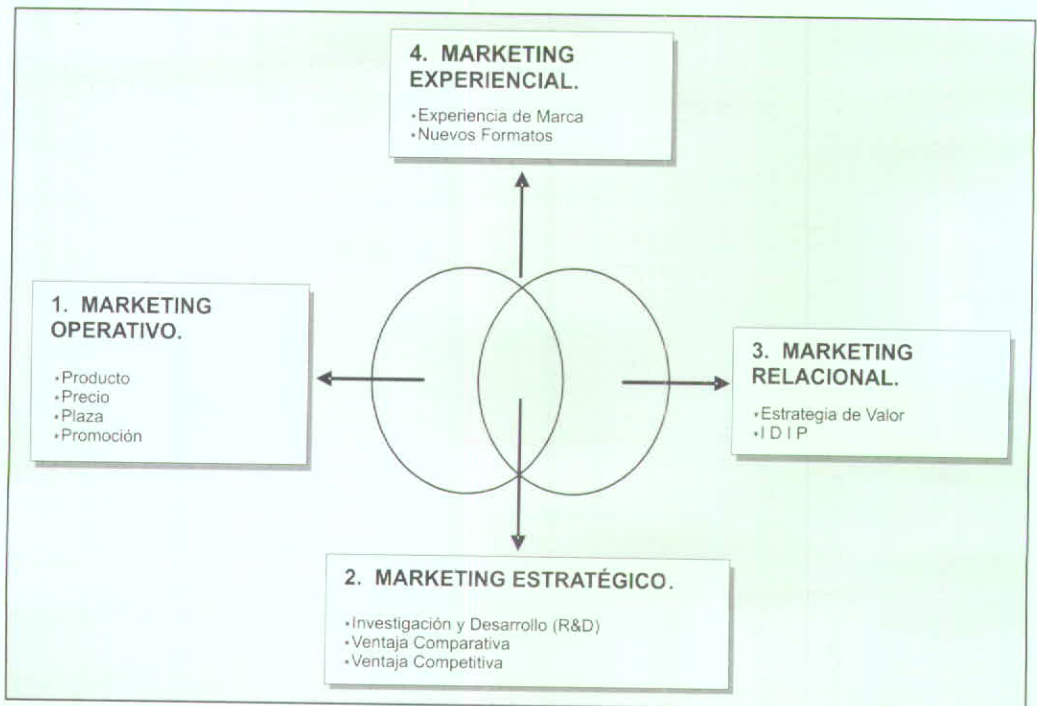 4. MARKETING
EXPERIENCIAL.
•Experiencia de Marca
•Nuevos Formatos
1. MARKETING
OPERATIVO.
•Producto
•Precio
•Plaza
•Promoción
3. MARKETING
RELACIONAL.
•Estrategia de Valor
•I D I P
2. MARKETING ESTRATÉGICO.
•Investigación y Desarrollo (R&D)
•Ventaja Comparativa
•Ventaja Competitiva